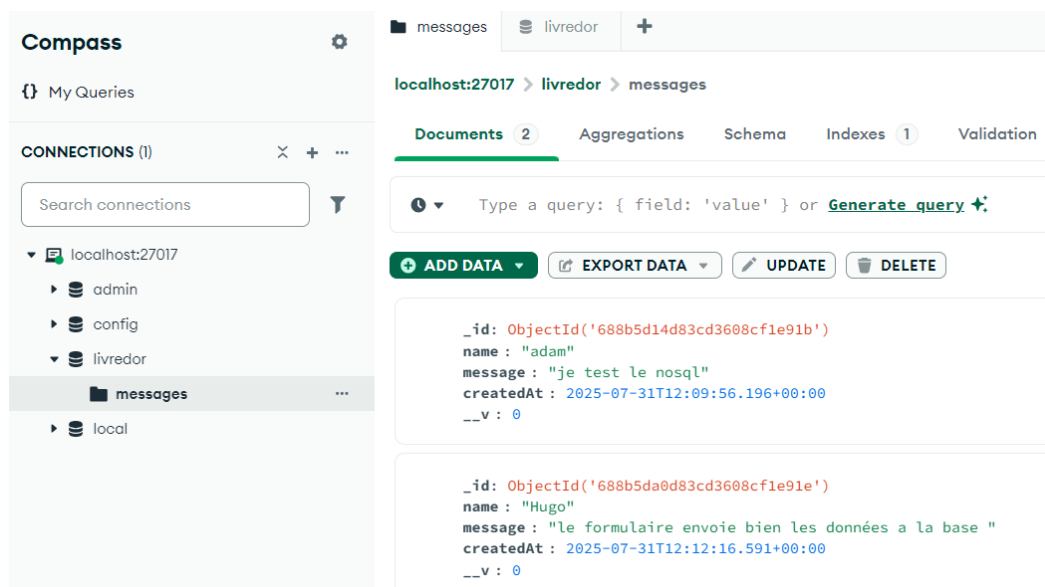 Compass
My Queries
CONNECTIONS (1)
Search connections
localhost:27017
admin
config
livredor
messages
local
messages
livredor
localhost:27017 > livredor > messages
Documents 2 Aggregations Schema Indexes 1 Validation
Type a query: { field: 'value' } or Generate query
ADD DATA EXPORT DATA UPDATE DELETE
_id: ObjectId('688b5d14d83cd3608cf1e91b')
name : "adam"
message : "je test le nosql"
createdAt : 2025-07-31T12:09:56.196+00:00
__v : 0
_id: ObjectId('688b5da0d83cd3608cf1e91e')
name : "Hugo"
message : "le formulaire envoie bien les données a la base "
createdAt : 2025-07-31T12:12:16.591+00:00
__v : 0